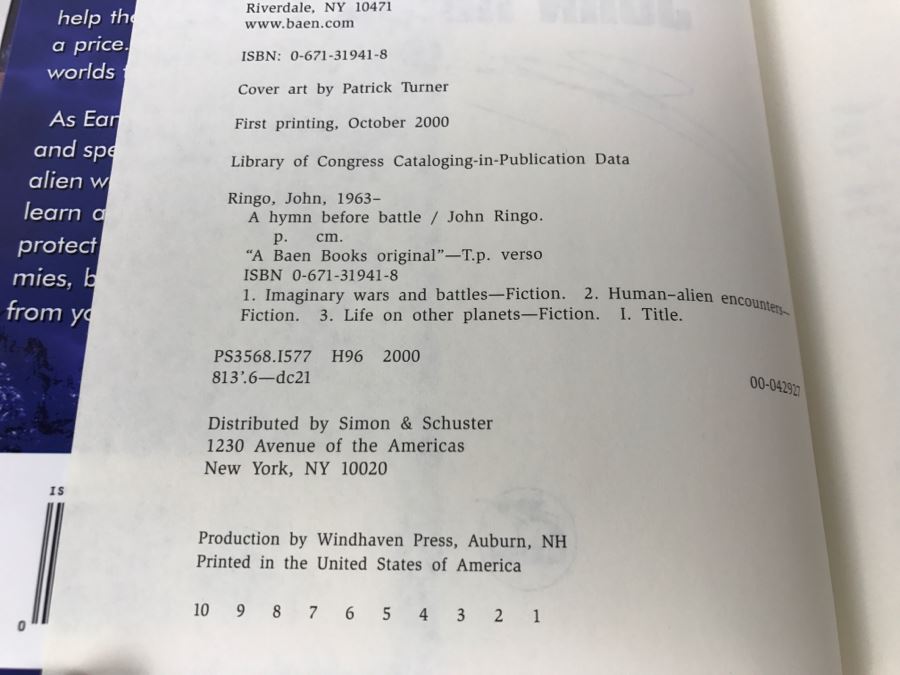 help the
a price.
worlds
As Ear
and spe
alien w
learn a
protect
mies, b
from yo
IS
0
Riverdale, NY 10471
www.baen.com
ISBN: 0-671-31941-8
Cover art by Patrick Turner
First printing, October 2000
Library of Congress Cataloging-in-Publication Data
Ringo, John, 1963–
A hymn before battle / John Ringo.
p. cm.
“A Baen Books original”—T.p. verso
ISBN 0-671-31941-8
1. Imaginary wars and battles—Fiction. 2. Human–alien encounters—
Fiction. 3. Life on other planets—Fiction. I. Title.
PS3568.I577 H96 2000
813'.6—dc21
00-042927
Distributed by Simon & Schuster
1230 Avenue of the Americas
New York, NY 10020
Production by Windhaven Press, Auburn, NH
Printed in the United States of America
10 9 8 7 6 5 4 3 2 1